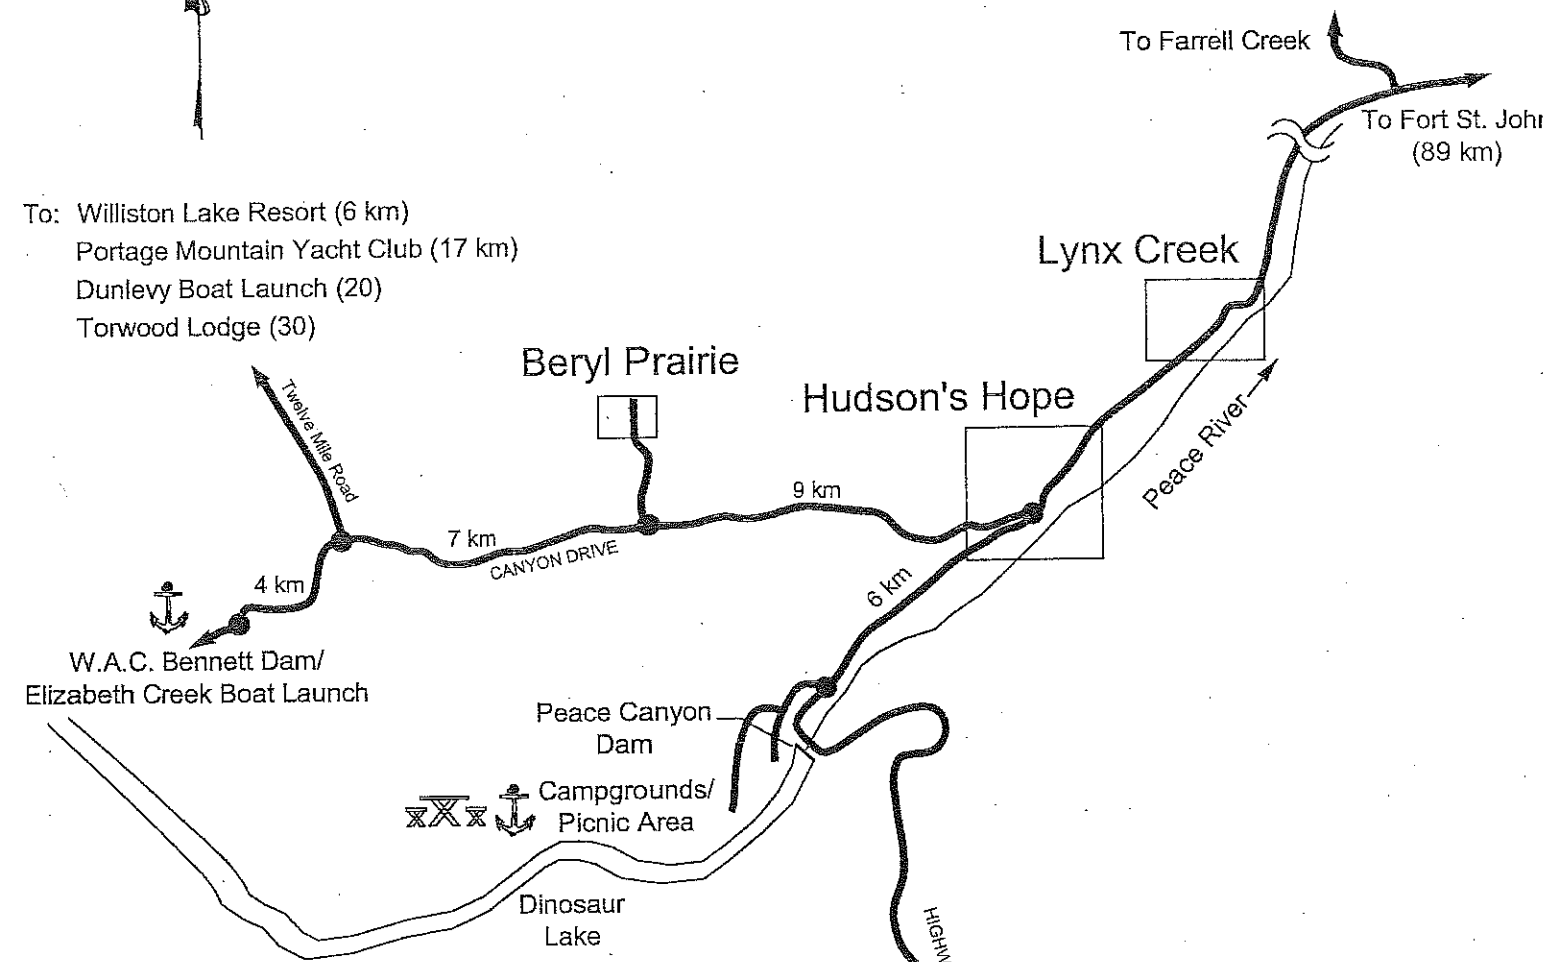 To Farrell Creek
To Fort St. John
(89 km)
To: Williston Lake Resort (6 km)
Portage Mountain Yacht Club (17 km)
Dunlevy Boat Launch (20)
Torwood Lodge (30)
Lynx Creek
Beryl Prairie
Hudson's Hope
Twelve Mile Road
Peace River
9 km
7 km
CANYON DRIVE
4 km
6 km
W.A.C. Bennett Dam/
Elizabeth Creek Boat Launch
Peace Canyon
Dam
Campgrounds/
Picnic Area
Dinosaur
Lake